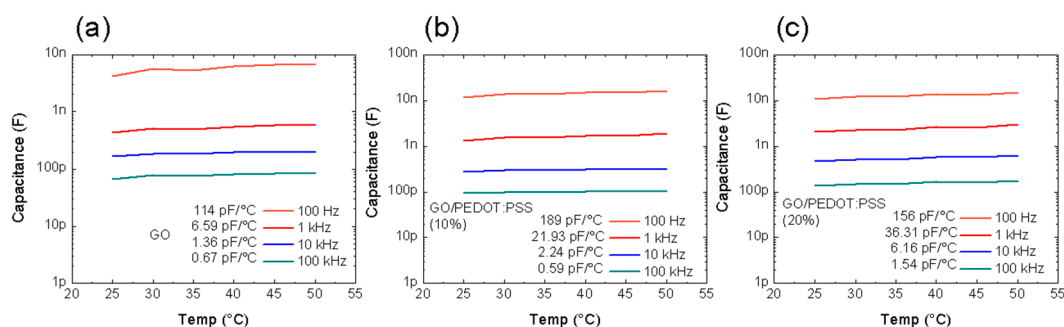 (a)
10n
1n
100p
10p
1p
Capacitance (F)
GO
114 pF/°C 100 Hz
6.59 pF/°C 1 kHz
1.36 pF/°C 10 kHz
0.67 pF/°C 100 kHz
20 25 30 35 40 45 50 55
Temp (°C)
(b)
100n
10n
1n
100p
10p
1p
Capacitance (F)
GO/PEDOT:PSS
(10%)
189 pF/°C 100 Hz
21.93 pF/°C 1 kHz
2.24 pF/°C 10 kHz
0.59 pF/°C 100 kHz
20 25 30 35 40 45 50 55
Temp (°C)
(c)
100n
10n
1n
100p
10p
1p
Capacitance (F)
GO/PEDOT:PSS
(20%)
156 pF/°C 100 Hz
36.31 pF/°C 1 kHz
6.16 pF/°C 10 kHz
1.54 pF/°C 100 kHz
20 25 30 35 40 45 50 55
Temp (°C)